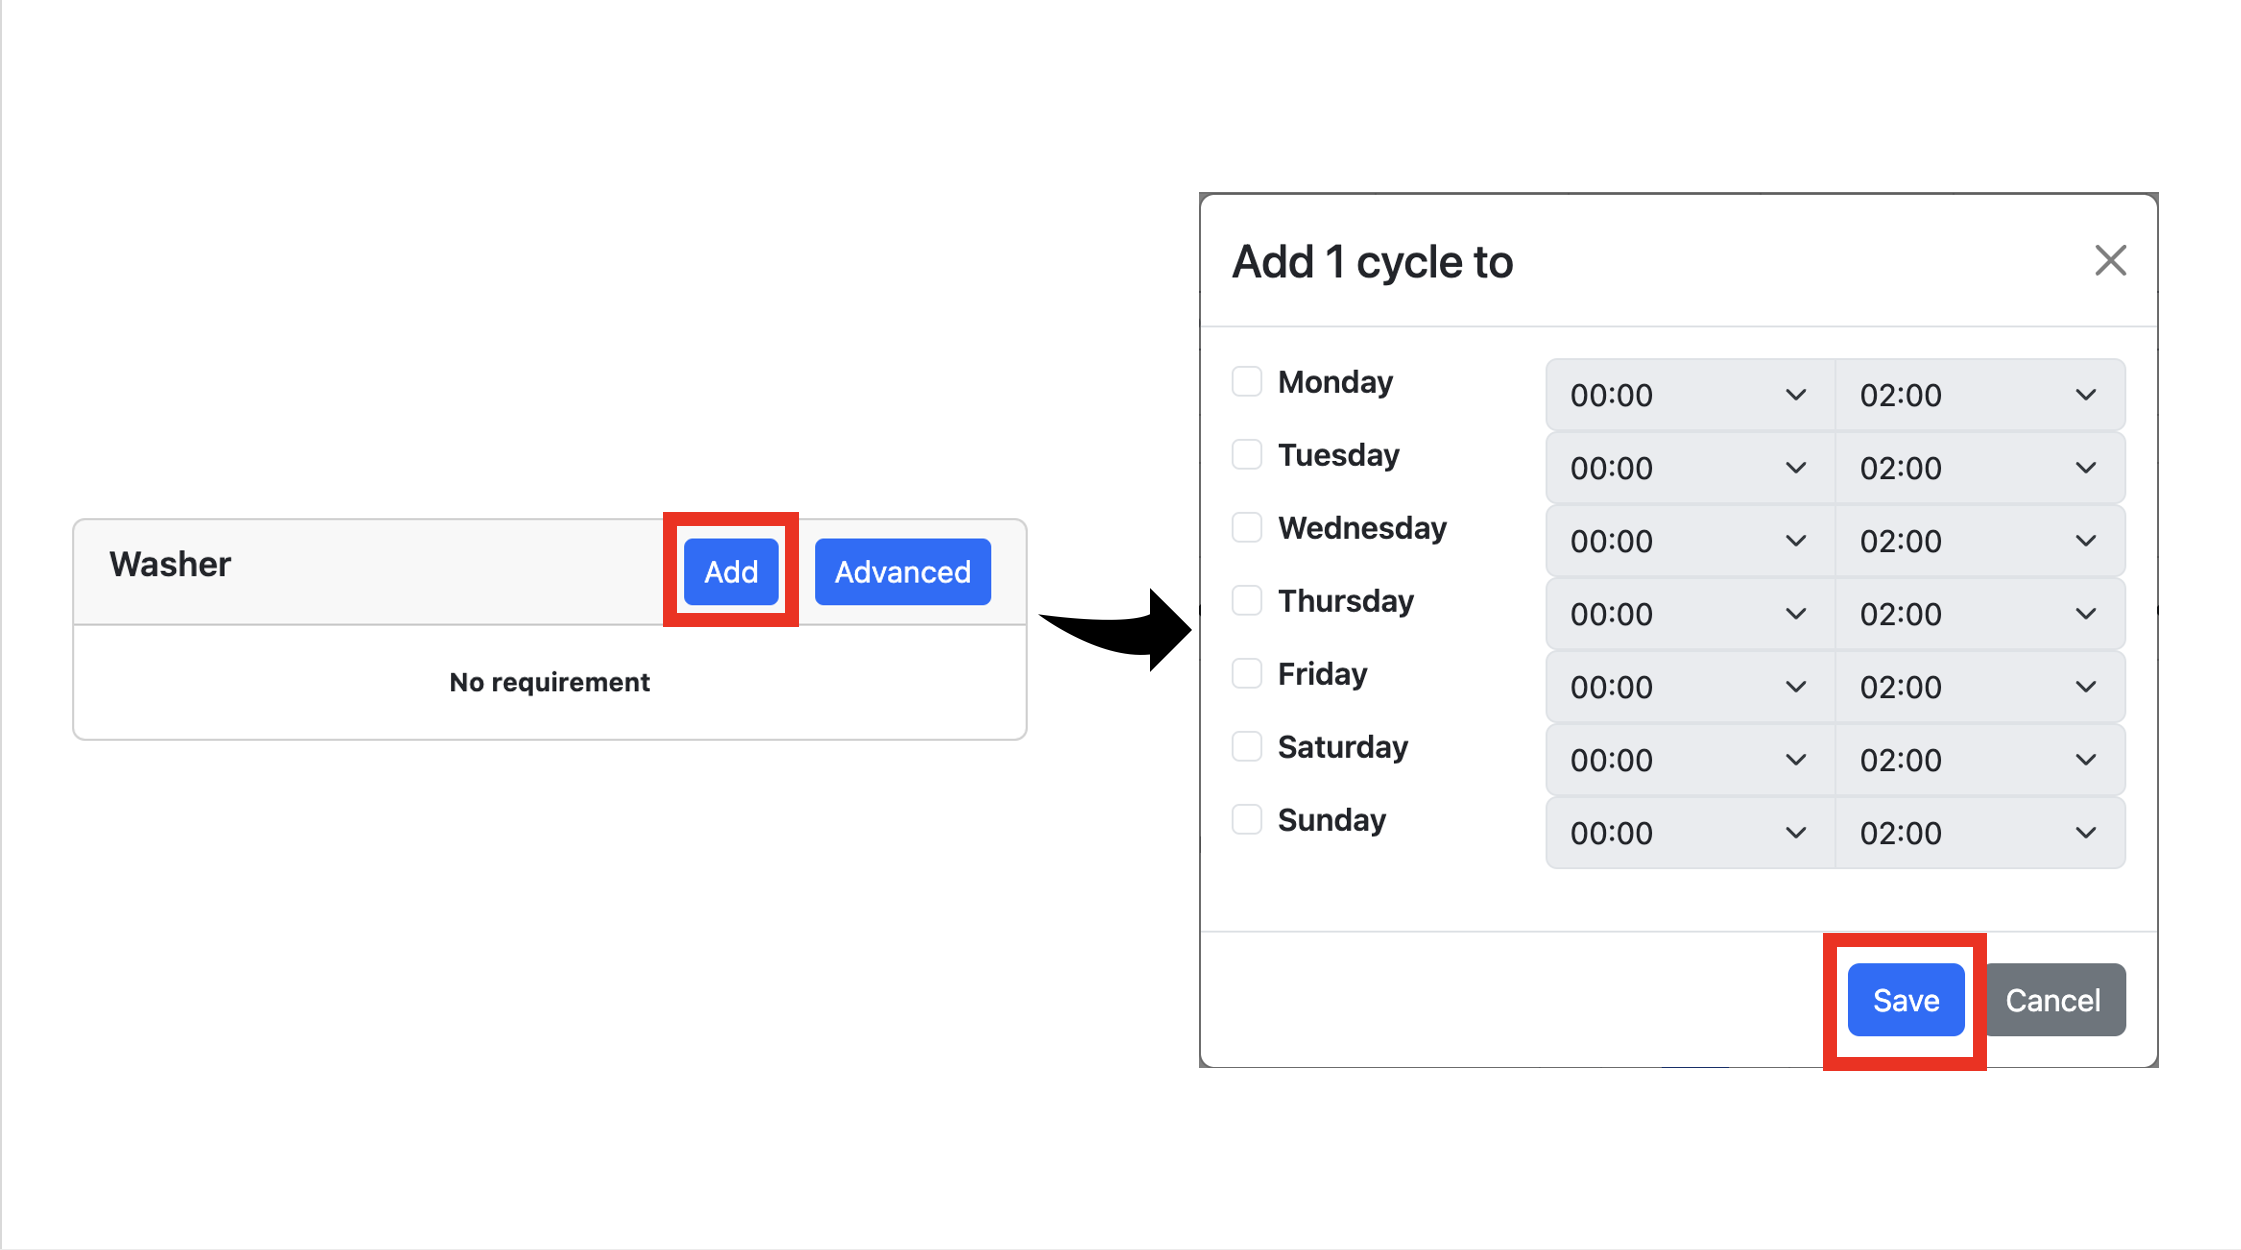 Washer
Add
Advanced
No requirement
Add 1 cycle to
Monday 00:00 02:00
Tuesday 00:00 02:00
Wednesday 00:00 02:00
Thursday 00:00 02:00
Friday 00:00 02:00
Saturday 00:00 02:00
Sunday 00:00 02:00
Save
Cancel